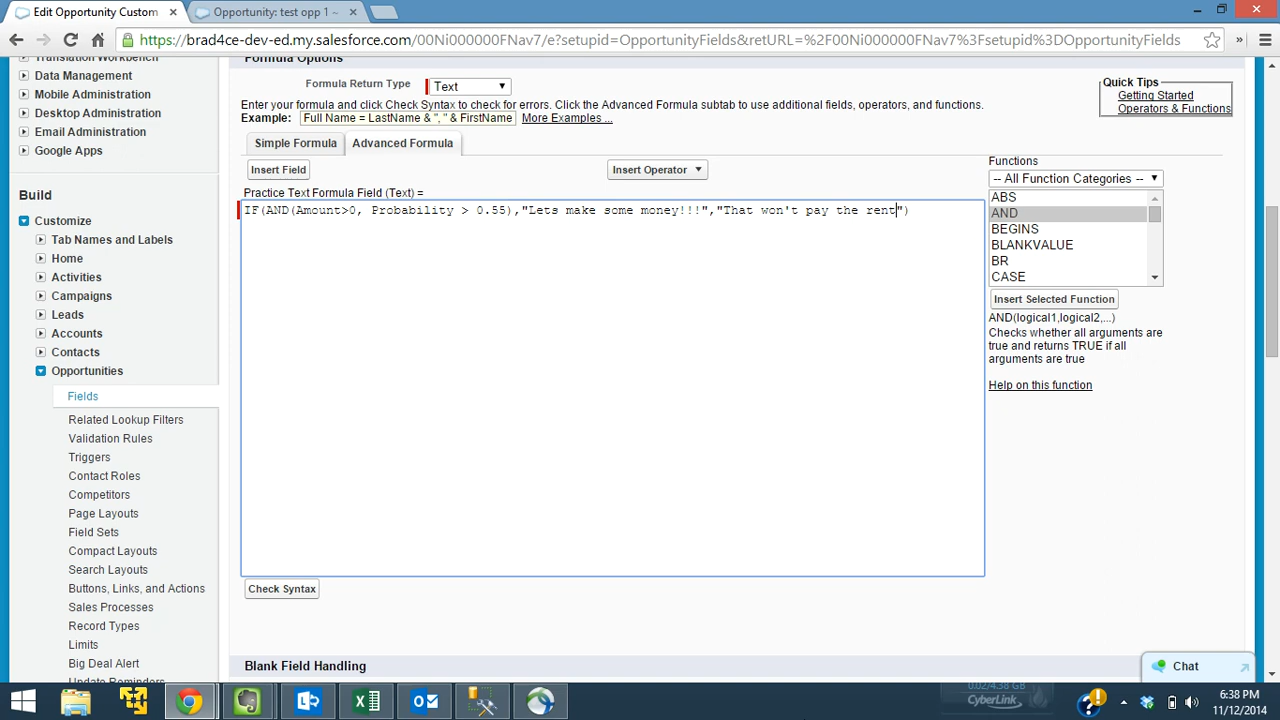 Edit Opportunity Custom
Opportunity: test opp 1 ~
https://brad4ce-dev-ed.my.salesforce.com/00Ni000000FNav7/e?setupid=OpportunityFields&retURL=%2F00Ni000000FNav7%3Fsetupid%3DOpportunityFields
Translation Workbench
Data Management
Mobile Administration
Desktop Administration
Email Administration
Google Apps
Build
Customize
Tab Names and Labels
Home
Activities
Campaigns
Leads
Accounts
Contacts
Opportunities
Fields
Related Lookup Filters
Validation Rules
Triggers
Contact Roles
Competitors
Page Layouts
Field Sets
Compact Layouts
Search Layouts
Buttons, Links, and Actions
Sales Processes
Record Types
Limits
Big Deal Alert
Update Reminders
Formula Options
Formula Return Type
Text
Quick Tips
Getting Started
Operators & Functions
Enter your formula and click Check Syntax to check for errors. Click the Advanced Formula subtab to use additional fields, operators, and functions.
Example: Full Name = LastName & ", " & FirstName More Examples ...
Simple Formula
Advanced Formula
Insert Field
Insert Operator
Practice Text Formula Field (Text) =
IF(AND(Amount>0, Probability > 0.55),"Lets make some money!!!","That won't pay the rent")
Functions
-- All Function Categories --
ABS
AND
BEGINS
BLANKVALUE
BR
CASE
Insert Selected Function
AND(logical1,logical2,...)
Checks whether all arguments are
true and returns TRUE if all
arguments are true
Help on this function
Check Syntax
Blank Field Handling
Chat
0.02/4.38 GB
CyberLink
6:38 PM
11/12/2014